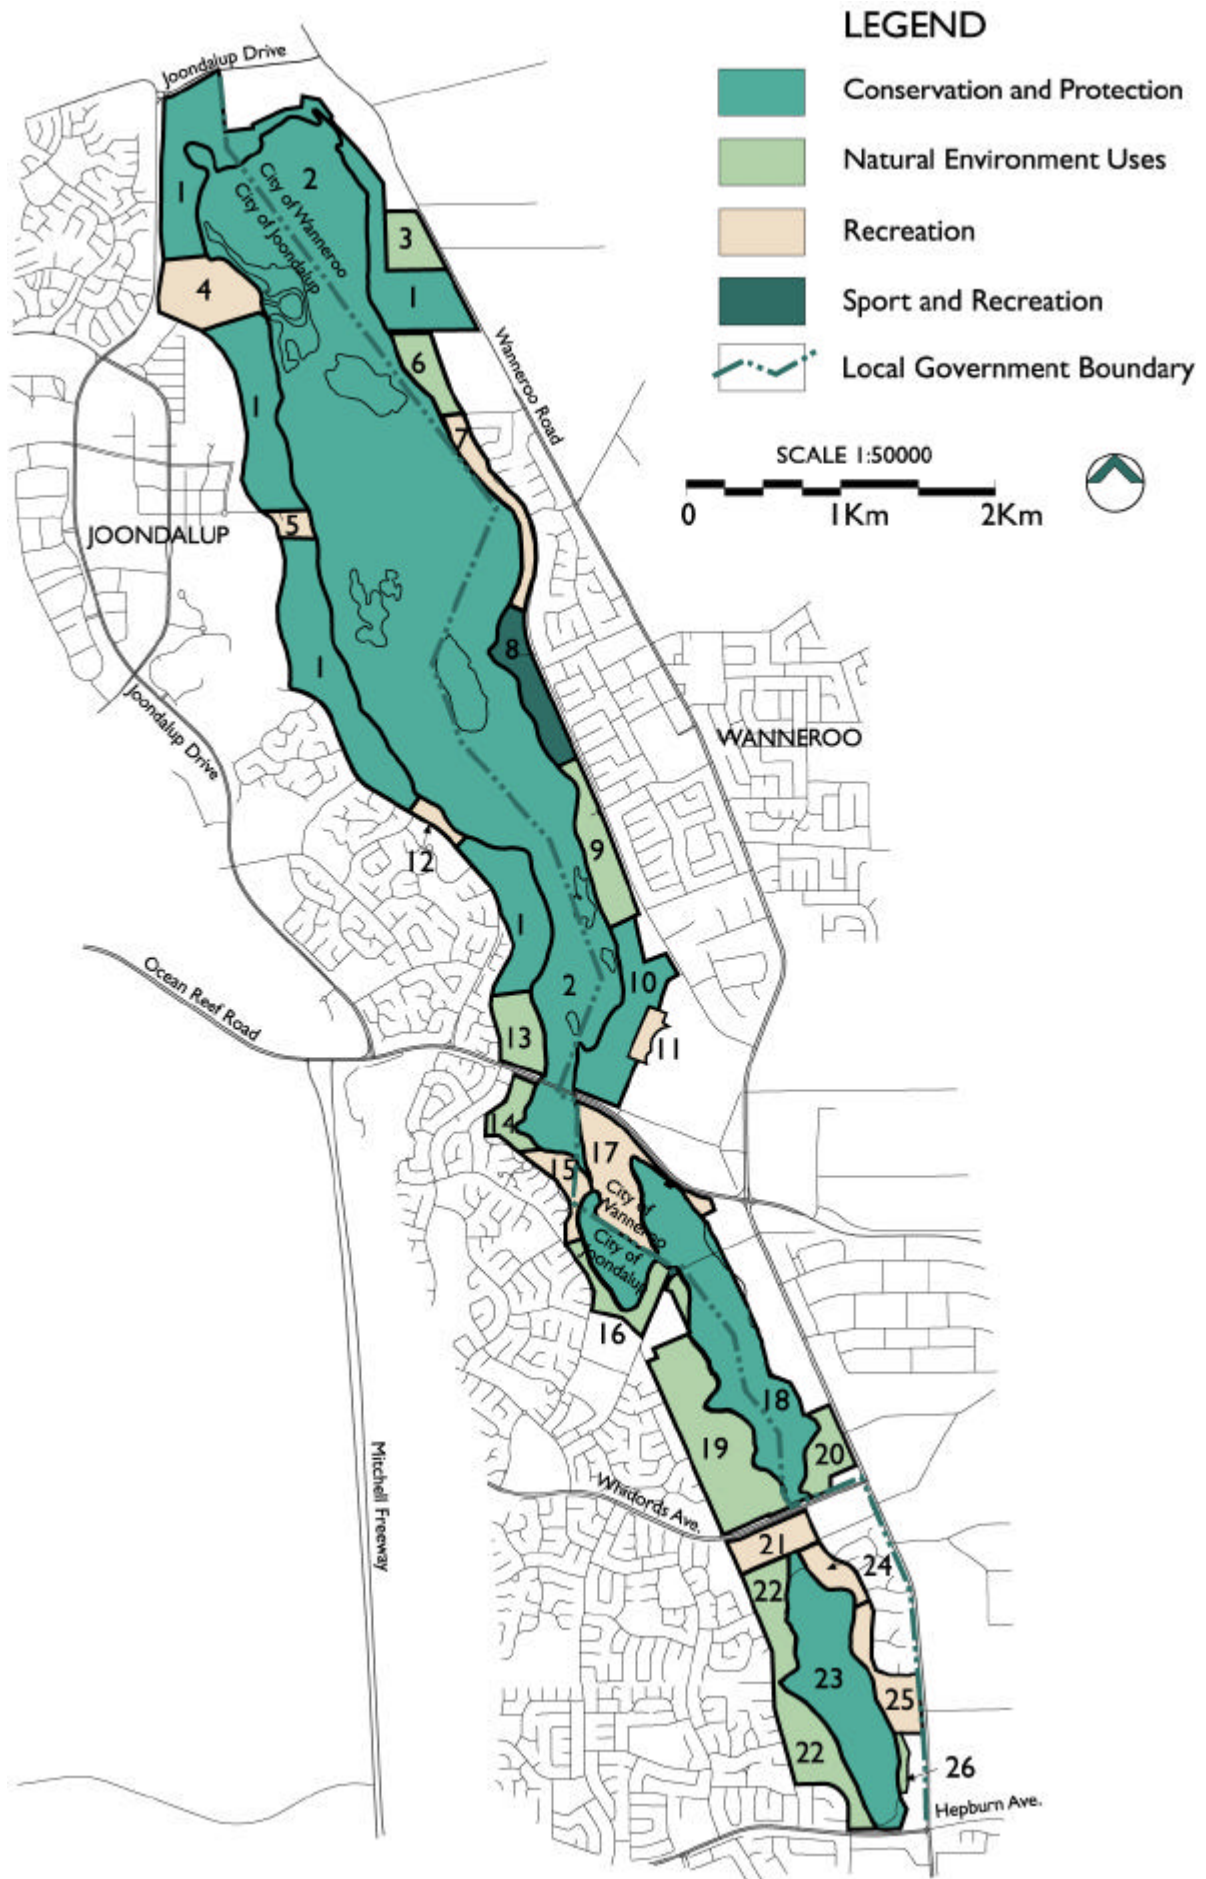 LEGEND
Conservation and Protection
Natural Environment Uses
Recreation
Sport and Recreation
Local Government Boundary
SCALE 1:50000
0 1Km 2Km
Joondalup Drive
1
2
City of Wanneroo
City of Joondalup
3
4
1
Wanneroo Road
6
1
7
5
JOONDALUP
8
1
Joondalup Drive
WANNEROO
9
12
1
2
10
Ocean Reef Road
13
11
14
17
15
City of
Wanneroo
City of
Joondalup
16
18
19
20
Mitchell Freeway
Whitfords Ave.
21
24
22
23
25
22
26
Hepburn Ave.